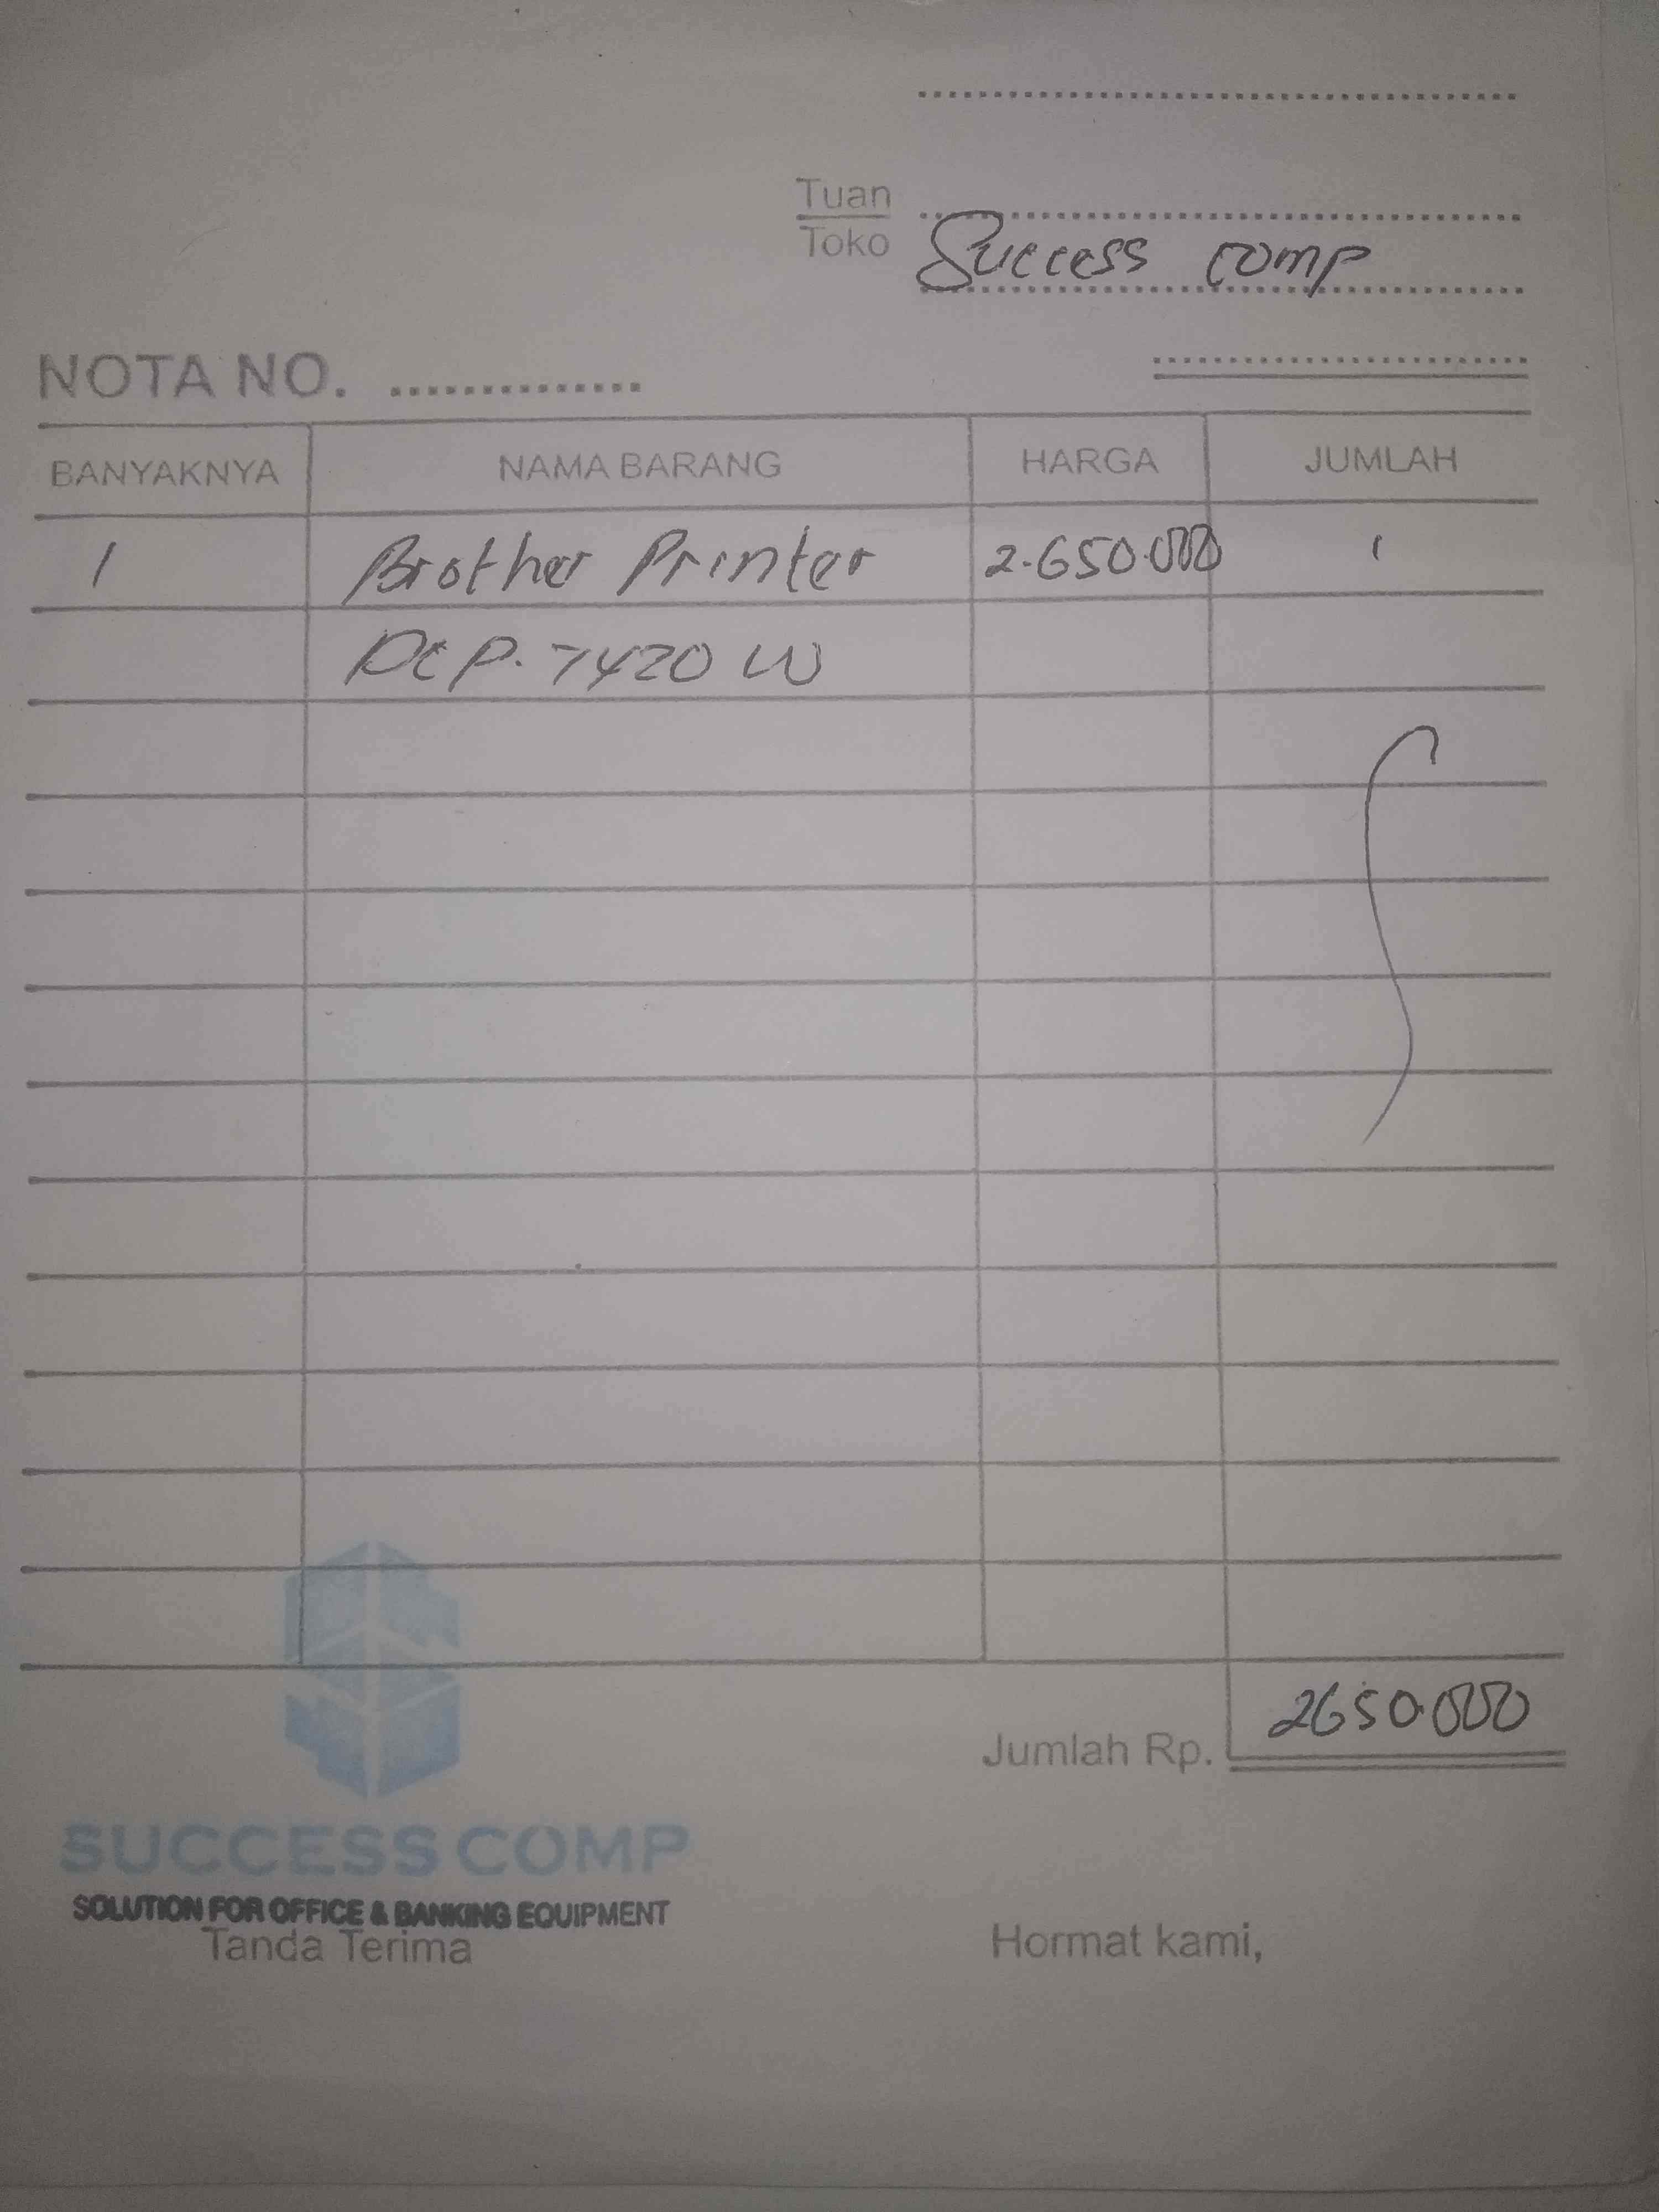 Tuan
Toko Success comp
NOTA NO.
BANYAKNYA NAMA BARANG HARGA JUMLAH
1 Brother Printer 2.650.000 1
DCP. 7420 W
Jumlah Rp. 2650.000
SUCCESS COMP
SOLUTION FOR OFFICE & BANKING EQUIPMENT
Tanda Terima Hormat kami,